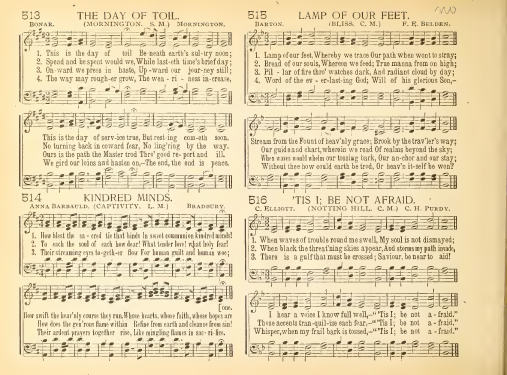 513 THE DAY OF TOIL.
BONAR. (MORNINGTON. S. M.) MORNINGTON.
1. This is the day of toil Be-neath earth's sul-try noon;
2. Speed and be spent would we, While last-eth time's brief day;
3. On-ward we press in haste, Up-ward our jour-ney still;
4. The way may rough-er grow, The wea-ri-ness in-crease,
This is the day of serv-ice true, But rest-ing com-eth soon.
No turning back in coward fear, No ling'ring by the way.
Ours is the path the Master trod Thro' good re-port and ill.
We gird our loins and hasten on,—The end, the end is peace.
514 KINDRED MINDS.
ANNA BARBAULD. (CAPTIVITY. L. M.) BRADBURY.
1. How blest the sa-cred tie that binds In sweet communion kindred minds!
2. To each the soul of each how dear! What tender love! what holy fear!
3. Their streaming eyes to-geth-er flow For human guilt and human woe;
[one.
How swift the heav'nly course they run, Whose hearts, whose faith, whose hopes are
How does the gen'rous flame within Refine from earth and cleanse from sin!
Their ardent prayers together rise, Like mingling flames in sac-ri-fice.
515 LAMP OF OUR FEET.
BARTON. (BLISS. C. M.) F. E. BELDEN.
1. Lamp of our feet, Whereby we trace Our path when wont to stray;
2. Bread of our souls, Whereon we feed; True manna from on high;
3. Pil-lar of fire thro' watches dark, And radiant cloud by day;
4. Word of the ev-er-last-ing God; Will of his glorious Son,—
Stream from the Fount of heav'nly grace; Brook by the trav'ler's way;
Our guide and chart, wherein we read Of realms beyond the sky;
When waves would whelm our tossing bark, Our an-chor and our stay;
Without thee how could earth be trod, Or heav'n it-self be won?
516 'TIS I; BE NOT AFRAID.
C. ELLIOTT. (NOTTING HILL. C. M.) C. H. PURDY.
1. When waves of trouble round me swell, My soul is not dismayed;
2. When black the threat'ning skies appear, And storms my path invade,
3. There is a gulf that must be crossed; Saviour, be near to aid!
I hear a voice I know full well,—"'Tis I; be not a-fraid."
Those accents tran-quil-ize each fear,—"'Tis I; be not a-fraid."
Whisper, when my frail bark is tossed,—"'Tis I; be not a-fraid."